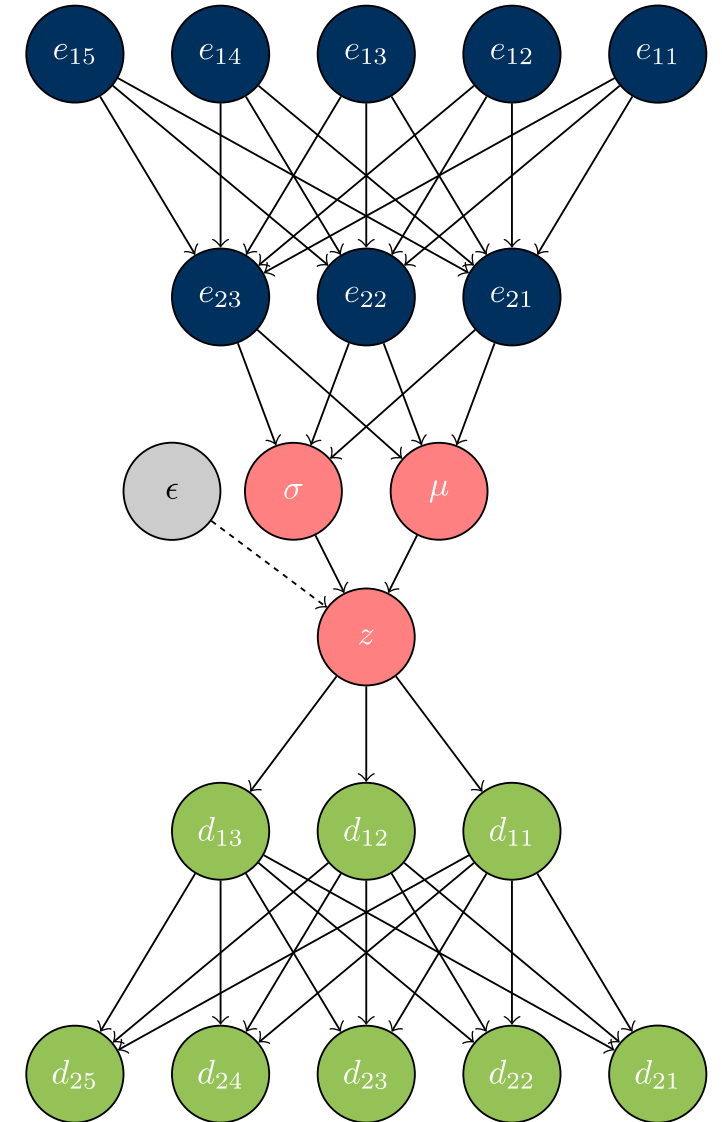 e₁₅ e₁₄ e₁₃ e₁₂ e₁₁
e₂₃ e₂₂ e₂₁
ϵ σ μ
z
d₁₃ d₁₂ d₁₁
d₂₅ d₂₄ d₂₃ d₂₂ d₂₁